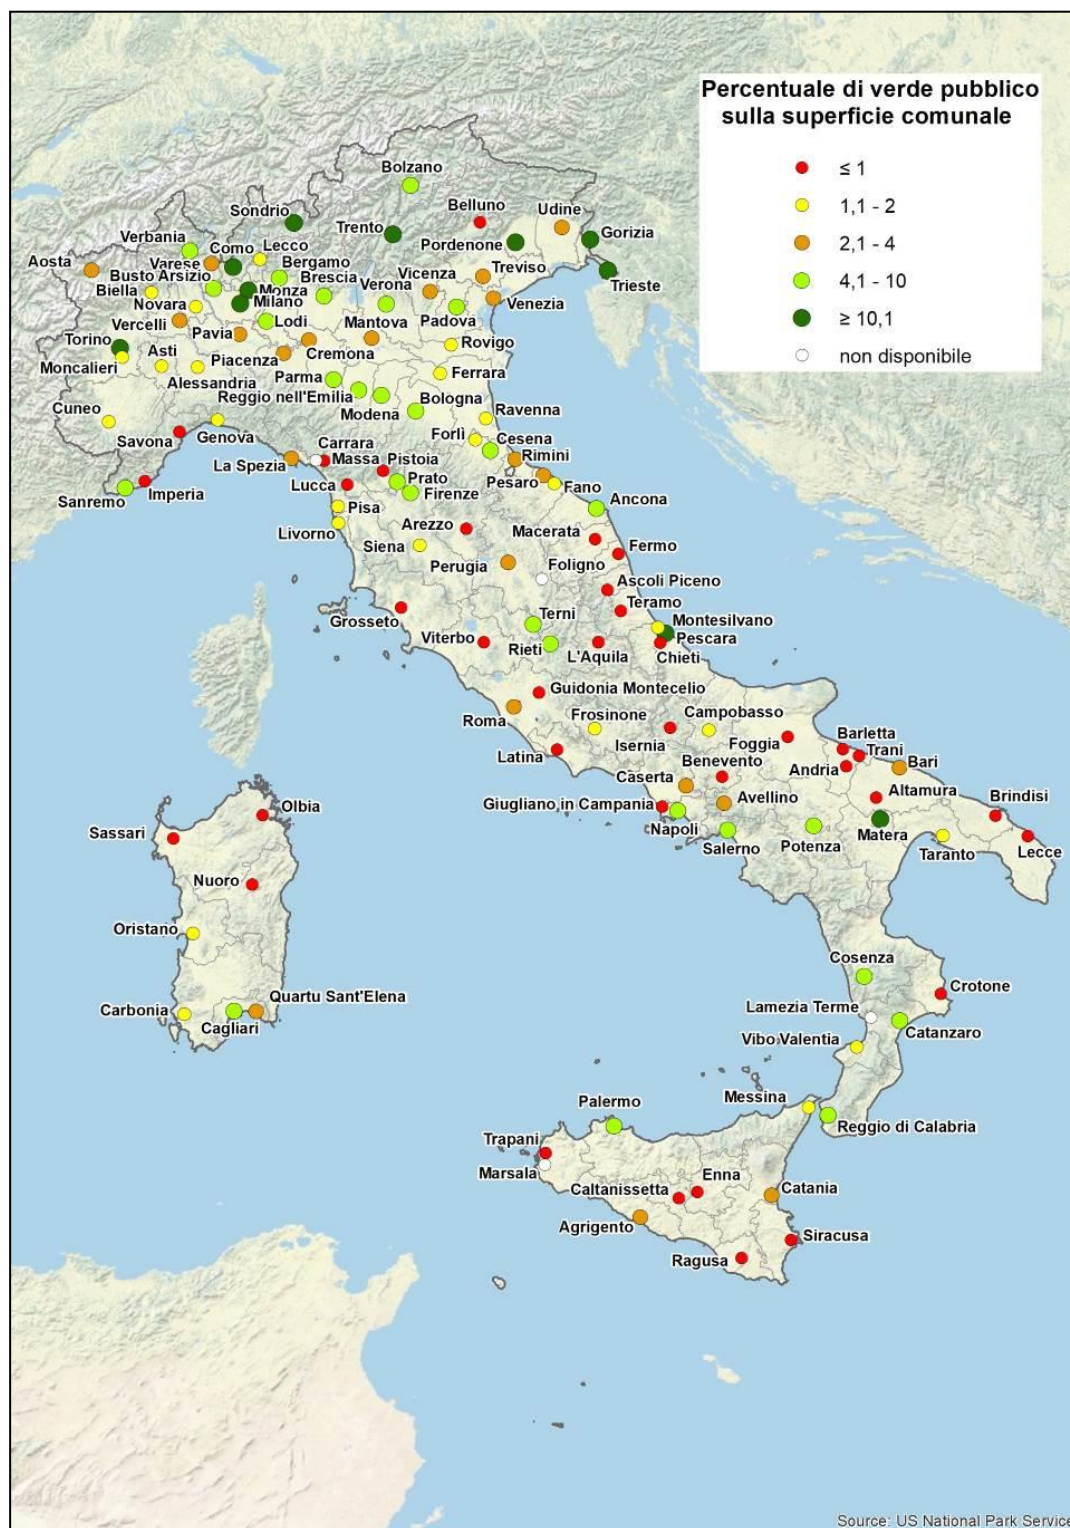 Percentuale di verde pubblico
sulla superficie comunale
≤ 1
1,1 - 2
2,1 - 4
4,1 - 10
≥ 10,1
non disponibile
Bolzano
Sondrio
Belluno
Udine
Trento
Pordenone
Gorizia
Verbania
Como
Lecco
Aosta
Varese
Bergamo
Vicenza
Treviso
Trieste
Busto Arsizio
Brescia
Verona
Biella
Monza
Venezia
Novara
Milano
Vercelli
Lodi
Mantova
Padova
Pavia
Torino
Asti
Piacenza
Cremona
Rovigo
Moncalieri
Alessandria
Parma
Ferrara
Reggio nell'Emilia
Bologna
Cuneo
Modena
Ravenna
Savona
Genova
Forlì
Cesena
Carrara
La Spezia
Massa
Pistoia
Rimini
Prato
Pesaro
Fano
Sanremo
Imperia
Lucca
Firenze
Ancona
Pisa
Arezzo
Macerata
Livorno
Siena
Fermo
Perugia
Foligno
Ascoli Piceno
Grosseto
Terni
Teramo
Montesilvano
Viterbo
Rieti
L'Aquila
Pescara
Chieti
Guidonia Montecelio
Roma
Frosinone
Campobasso
Isernia
Foggia
Barletta
Trani
Latina
Benevento
Andria
Bari
Caserta
Giugliano in Campania
Avellino
Altamura
Brindisi
Olbia
Napoli
Sassari
Salerno
Potenza
Matera
Taranto
Lecce
Nuoro
Oristano
Cosenza
Crotone
Carbonia
Quartu Sant'Elena
Lamezia Terme
Cagliari
Catanzaro
Vibo Valentia
Messina
Palermo
Reggio di Calabria
Trapani
Marsala
Enna
Caltanissetta
Catania
Agrigento
Siracusa
Ragusa
Source: US National Park Service